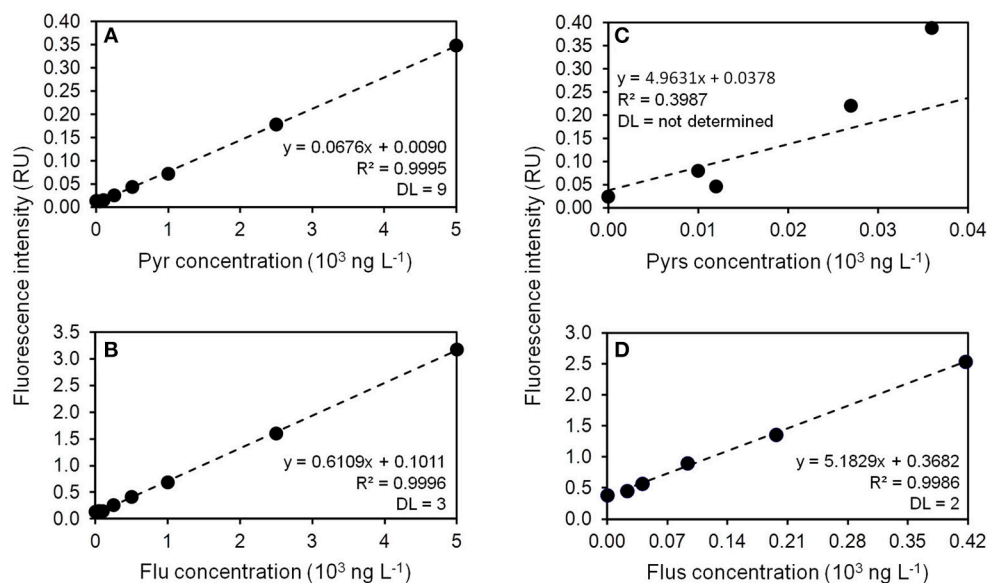 Fluorescence intensity (RU)
A
0.40
0.35
0.30
0.25
0.20
0.15
0.10
0.05
0.00
y = 0.0676x + 0.0090
R² = 0.9995
DL = 9
0 1 2 3 4 5
Pyr concentration (10³ ng L⁻¹)
B
3.5
3.0
2.5
2.0
1.5
1.0
0.5
0.0
y = 0.6109x + 0.1011
R² = 0.9996
DL = 3
0 1 2 3 4 5
Flu concentration (10³ ng L⁻¹)
Fluorescence intensity (RU)
C
0.40
0.35
0.30
0.25
0.20
0.15
0.10
0.05
0.00
y = 4.9631x + 0.0378
R² = 0.3987
DL = not determined
0.00 0.01 0.02 0.03 0.04
Pyrs concentration (10³ ng L⁻¹)
D
3.0
2.5
2.0
1.5
1.0
0.5
0.0
y = 5.1829x + 0.3682
R² = 0.9986
DL = 2
0.00 0.07 0.14 0.21 0.28 0.35 0.42
Flus concentration (10³ ng L⁻¹)